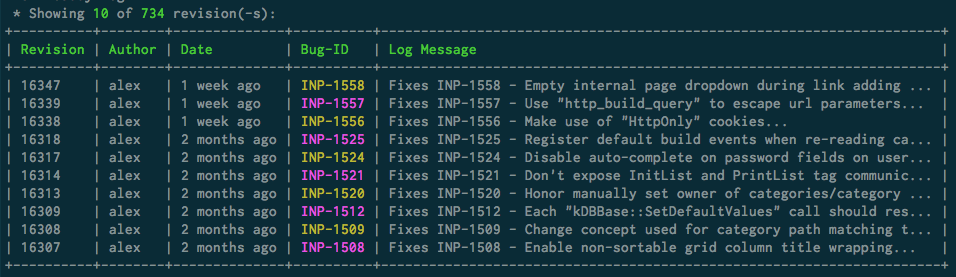 * Showing 10 of 734 revision(-s):
| Revision | Author | Date | Bug-ID | Log Message |
| 16347 | alex | 1 week ago | INP-1558 | Fixes INP-1558 - Empty internal page dropdown during link adding ... |
| 16339 | alex | 1 week ago | INP-1557 | Fixes INP-1557 - Use "http_build_query" to escape url parameters... |
| 16338 | alex | 1 week ago | INP-1556 | Fixes INP-1556 - Make use of "HttpOnly" cookies... |
| 16318 | alex | 2 months ago | INP-1525 | Fixes INP-1525 - Register default build events when re-reading ca... |
| 16317 | alex | 2 months ago | INP-1524 | Fixes INP-1524 - Disable auto-complete on password fields on user... |
| 16314 | alex | 2 months ago | INP-1521 | Fixes INP-1521 - Don't expose InitList and PrintList tag communic... |
| 16313 | alex | 2 months ago | INP-1520 | Fixes INP-1520 - Honor manually set owner of categories/category ... |
| 16309 | alex | 2 months ago | INP-1512 | Fixes INP-1512 - Each "kDBBase::SetDefaultValues" call should res... |
| 16308 | alex | 2 months ago | INP-1509 | Fixes INP-1509 - Change concept used for category path matching t... |
| 16307 | alex | 2 months ago | INP-1508 | Fixes INP-1508 - Enable non-sortable grid column title wrapping... |